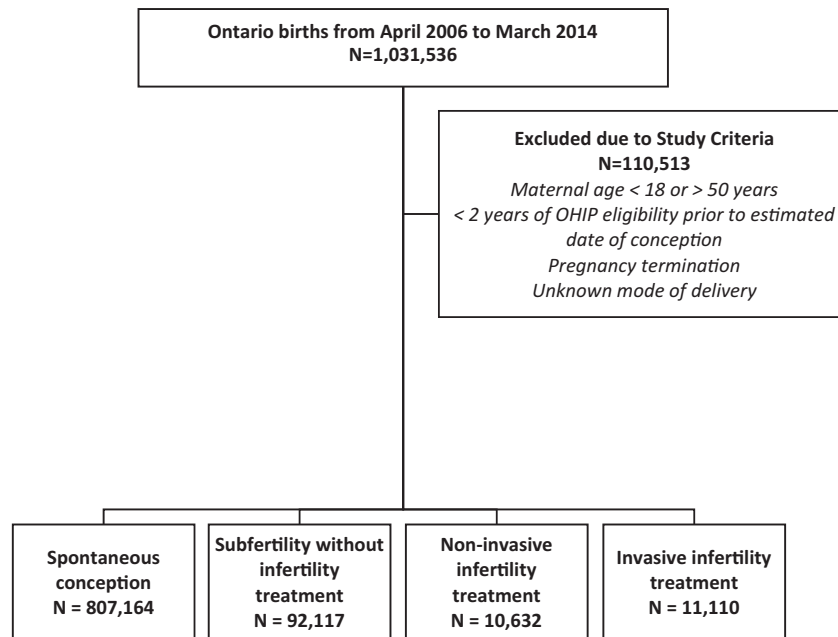 Ontario births from April 2006 to March 2014
N=1,031,536
Excluded due to Study Criteria
N=110,513
Maternal age < 18 or > 50 years
< 2 years of OHIP eligibility prior to estimated
date of conception
Pregnancy termination
Unknown mode of delivery
Spontaneous
conception
N = 807,164
Subfertility without
infertility
treatment
N = 92,117
Non-invasive
infertility
treatment
N = 10,632
Invasive infertility
treatment
N = 11,110